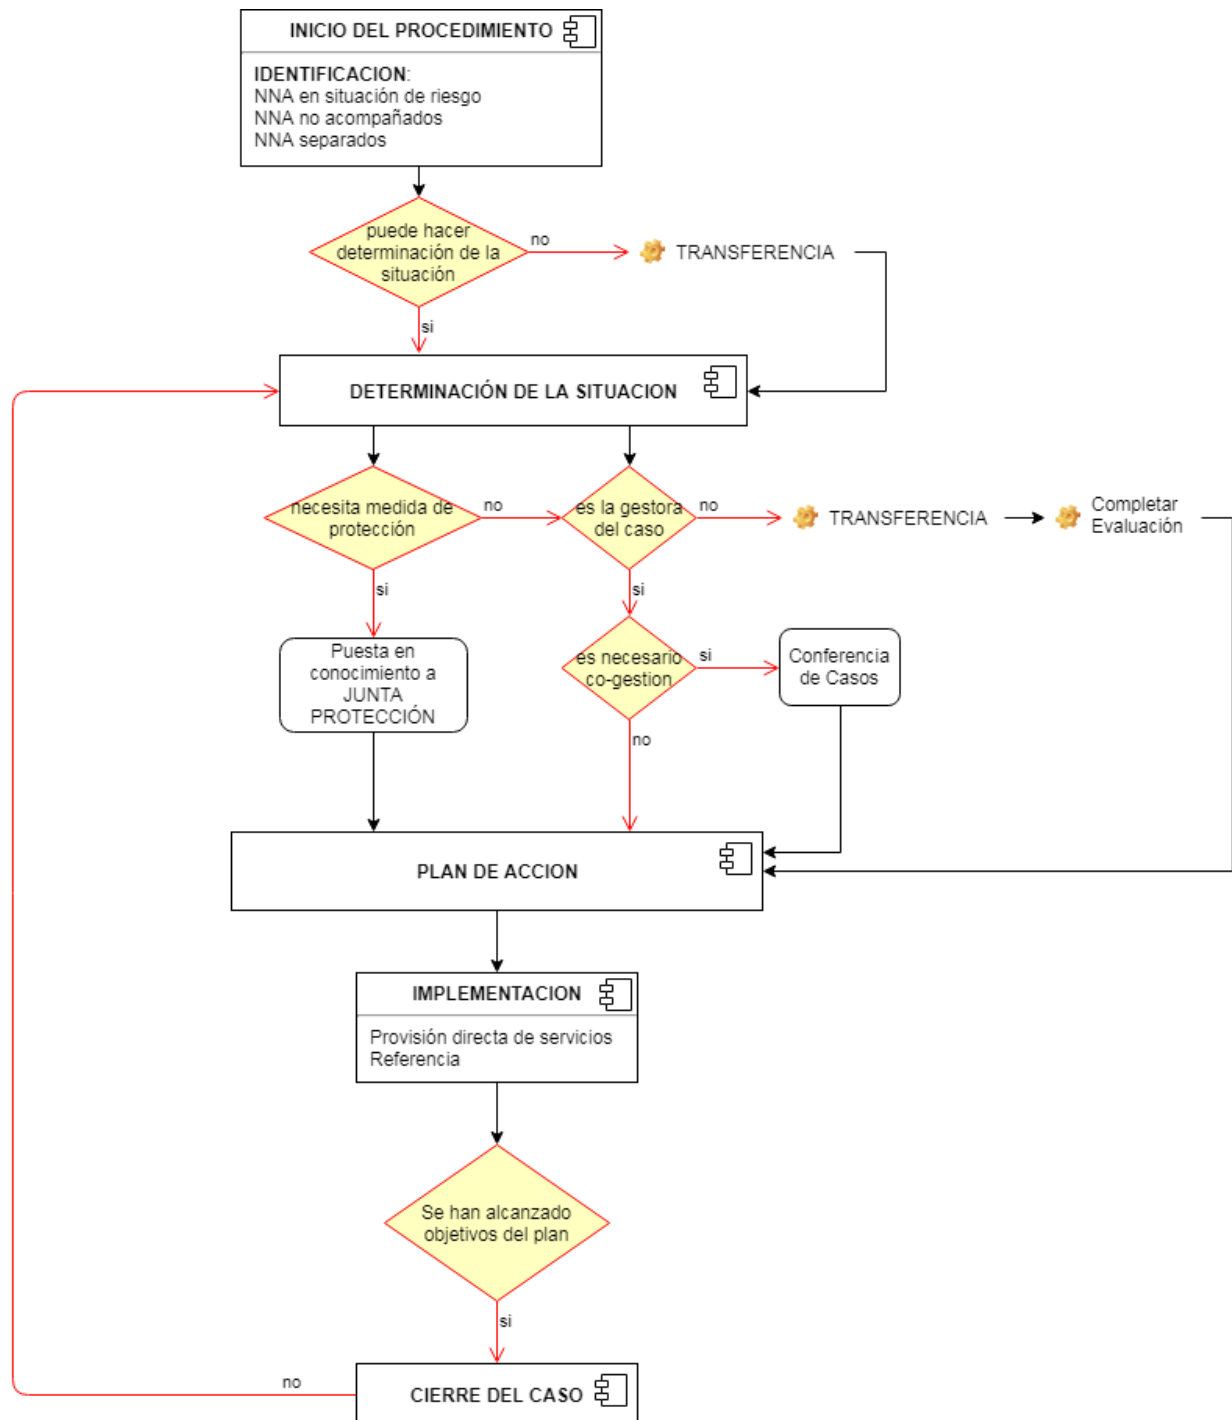 INICIO DEL PROCEDIMIENTO
IDENTIFICACION:
NNA en situación de riesgo
NNA no acompañados
NNA separados
puede hacer
determinación de la
situación
no
TRANSFERENCIA
si
DETERMINACIÓN DE LA SITUACION
necesita medida de
protección
no
es la gestora
del caso
no
TRANSFERENCIA
Completar
Evaluación
si
si
Puesta en
conocimiento a
JUNTA
PROTECCIÓN
es necesario
co-gestion
si
Conferencia
de Casos
no
PLAN DE ACCION
IMPLEMENTACION
Provisión directa de servicios
Referencia
Se han alcanzado
objetivos del plan
si
no
CIERRE DEL CASO